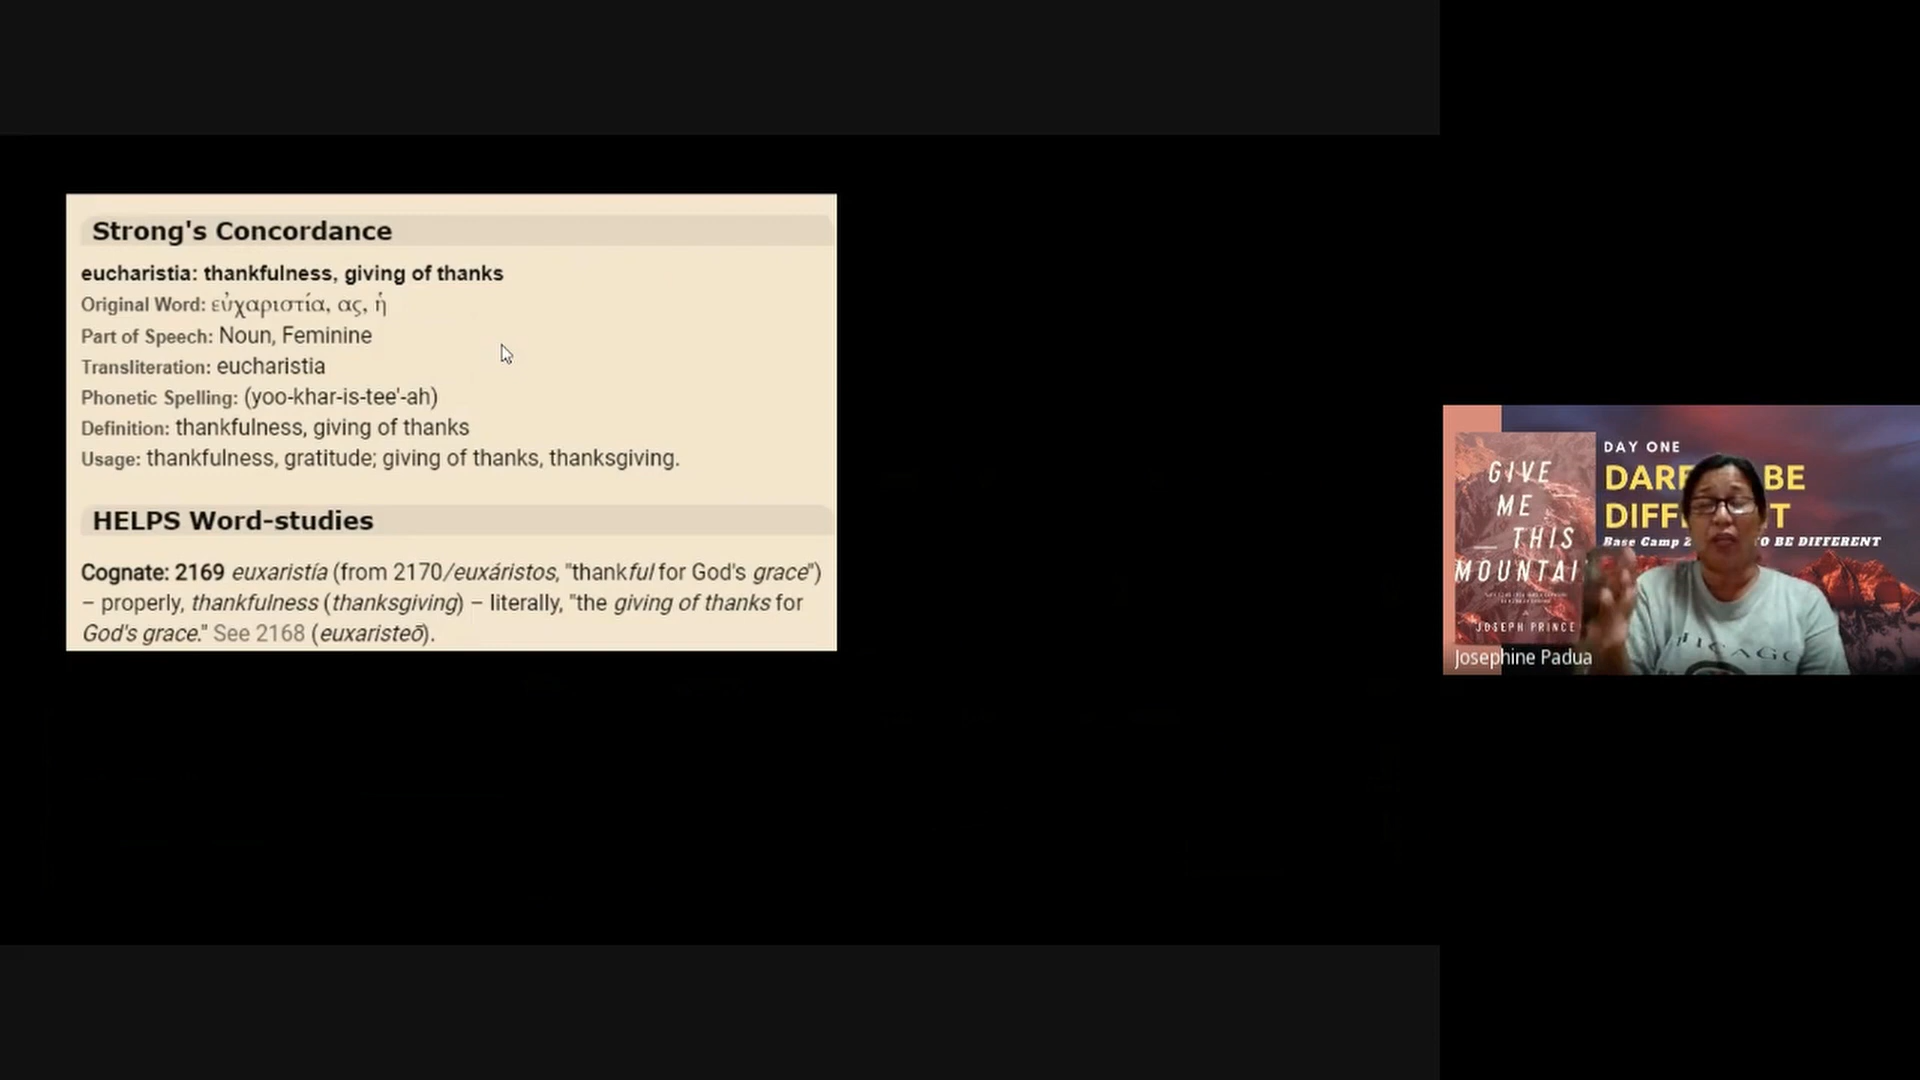 Strong's Concordance
eucharistia: thankfulness, giving of thanks
Original Word: εὐχαριστία, ας, ἡ
Part of Speech: Noun, Feminine
Transliteration: eucharistia
Phonetic Spelling: (yoo-khar-is-tee'-ah)
Definition: thankfulness, giving of thanks
Usage: thankfulness, gratitude; giving of thanks, thanksgiving.
HELPS Word-studies
Cognate: 2169 euxaristía (from 2170/euxáristos, "thankful for God's grace")
– properly, thankfulness (thanksgiving) – literally, "the giving of thanks for
God's grace." See 2168 (euxaristeō).
GIVE
ME
THIS
MOUNTAI
JOSEPH PRINCE
DAY ONE
DARE BE
DIFF T
Base Camp 2 O BE DIFFERENT
CHICAGO
Josephine Padua